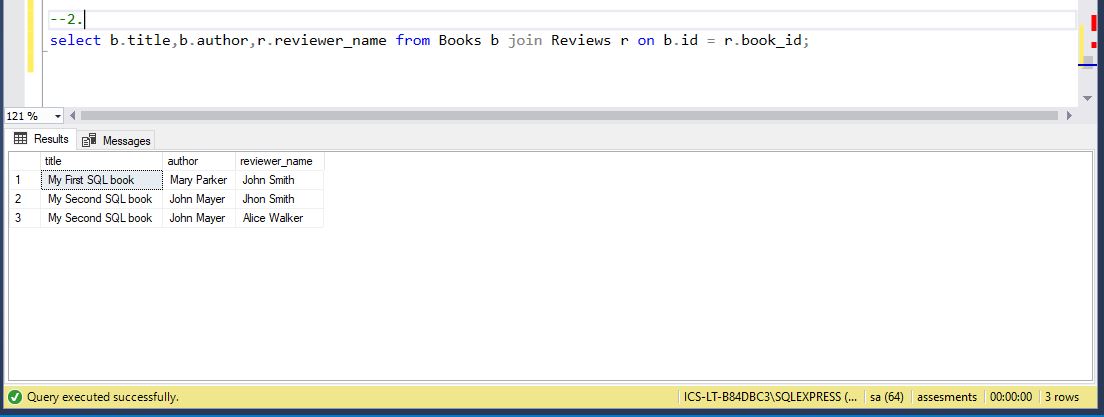 --2.
select b.title,b.author,r.reviewer_name from Books b join Reviews r on b.id = r.book_id;
121 %
Results Messages
title author reviewer_name
1 My First SQL book Mary Parker John Smith
2 My Second SQL book John Mayer Jhon Smith
3 My Second SQL book John Mayer Alice Walker
Query executed successfully. ICS-LT-B84DBC3\SQLEXPRESS (... sa (64) assesments 00:00:00 3 rows